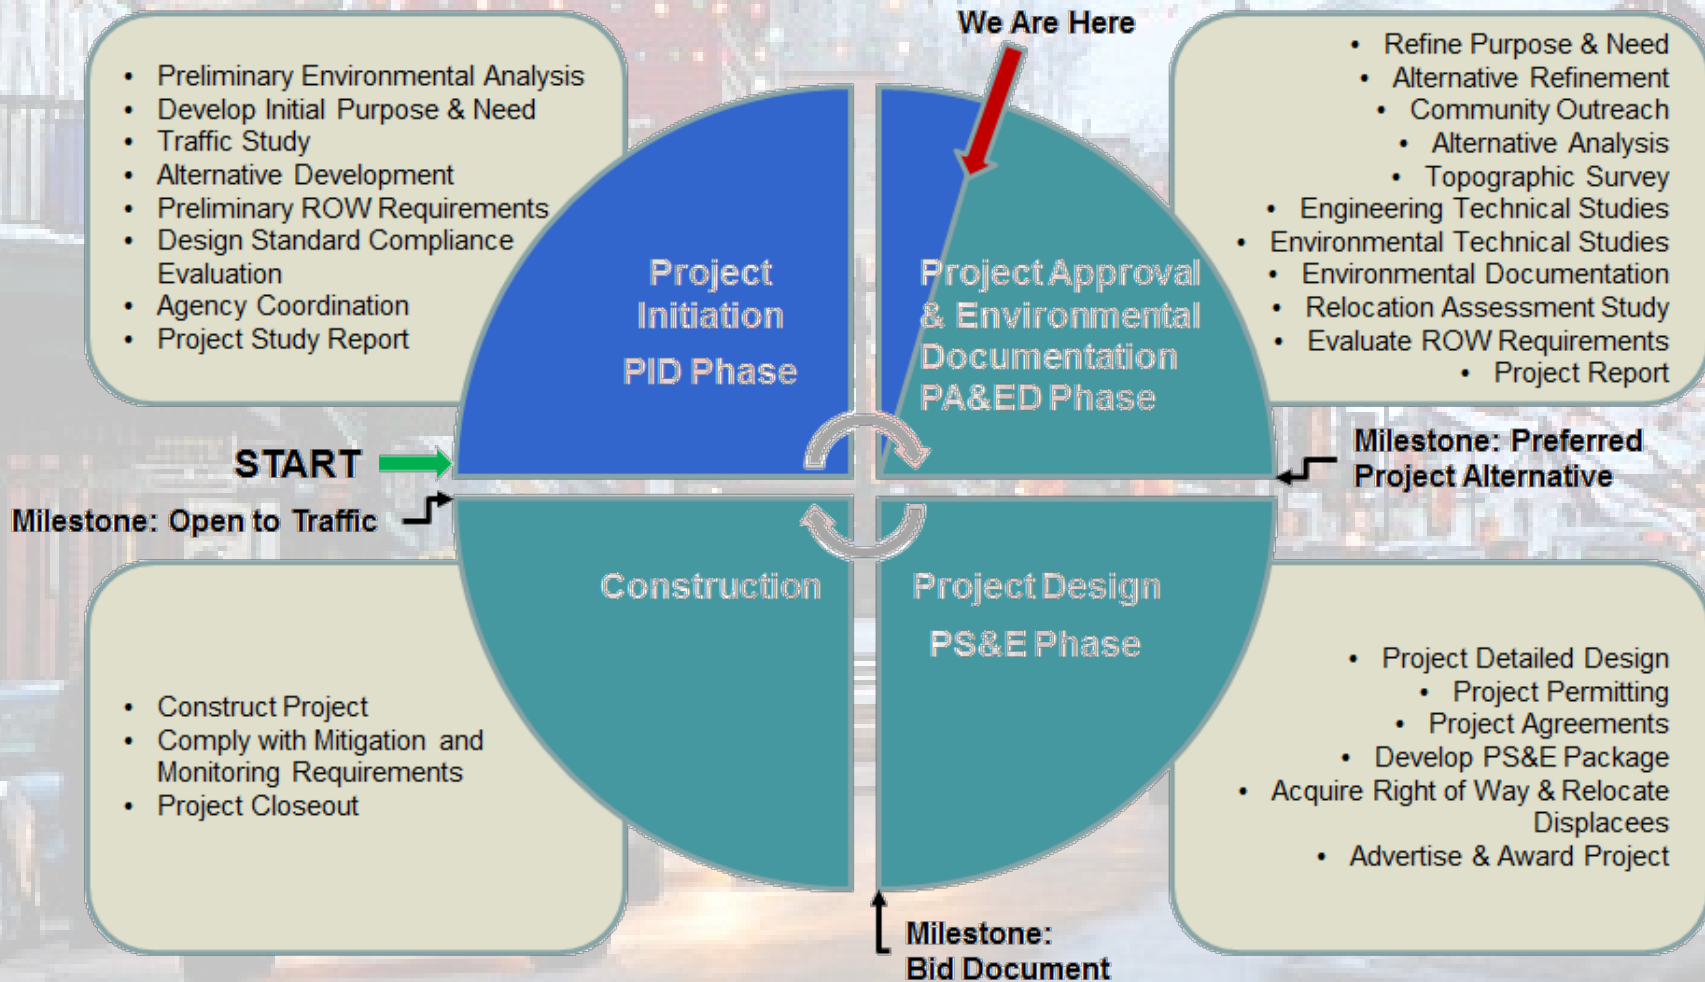 We Are Here
• Preliminary Environmental Analysis
• Develop Initial Purpose & Need
• Traffic Study
• Alternative Development
• Preliminary ROW Requirements
• Design Standard Compliance
Evaluation
• Agency Coordination
• Project Study Report
Project
Initiation
PID Phase
Project Approval
& Environmental
Documentation
PA&ED Phase
• Refine Purpose & Need
• Alternative Refinement
• Community Outreach
• Alternative Analysis
• Topographic Survey
• Engineering Technical Studies
• Environmental Technical Studies
• Environmental Documentation
• Relocation Assessment Study
• Evaluate ROW Requirements
• Project Report
START
Milestone: Open to Traffic
Milestone: Preferred
Project Alternative
• Construct Project
• Comply with Mitigation and
Monitoring Requirements
• Project Closeout
Construction
Project Design
PS&E Phase
• Project Detailed Design
• Project Permitting
• Project Agreements
• Develop PS&E Package
• Acquire Right of Way & Relocate
Displacees
• Advertise & Award Project
Milestone:
Bid Document